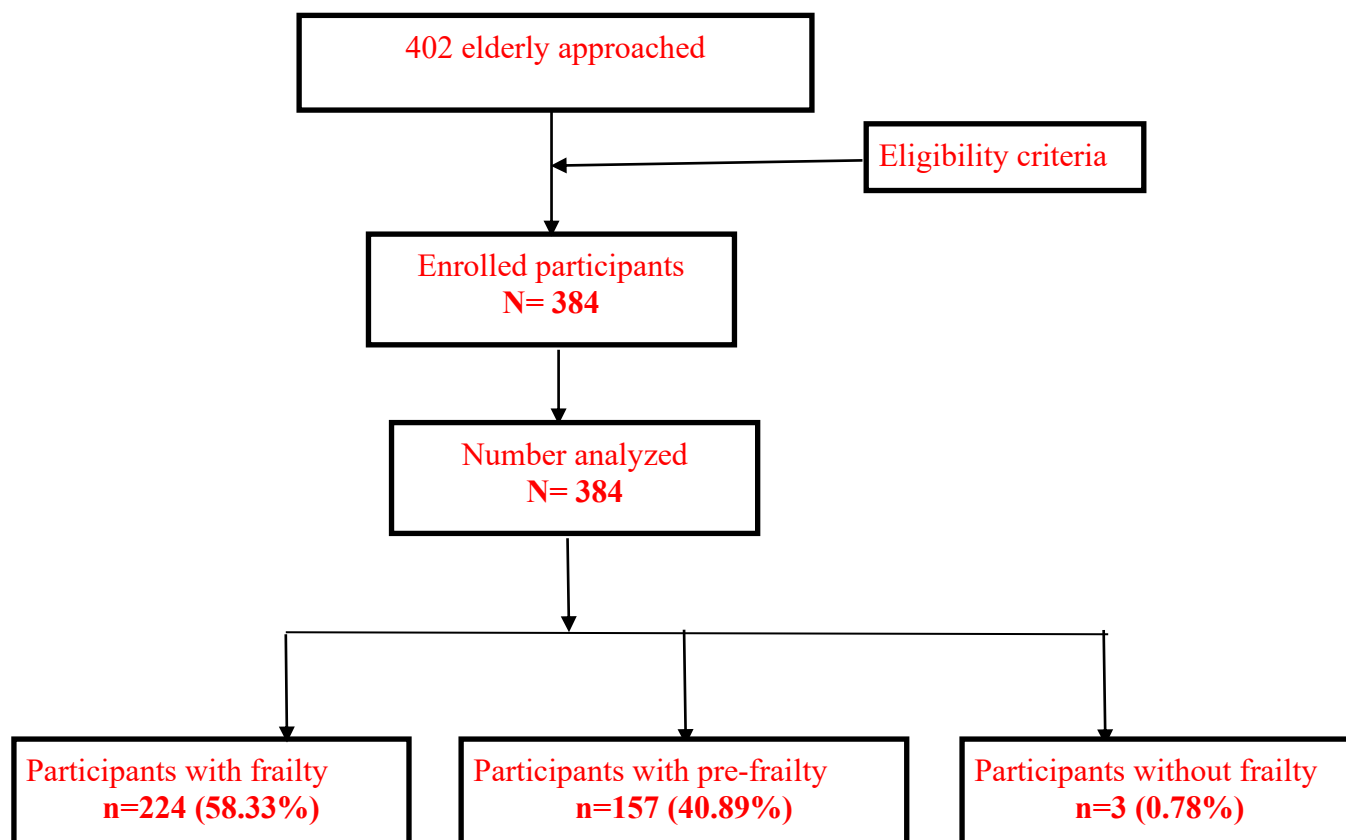 402 elderly approached
Eligibility criteria
Enrolled participants
N= 384
Number analyzed
N= 384
Participants with frailty
n=224 (58.33%)
Participants with pre-frailty
n=157 (40.89%)
Participants without frailty
n=3 (0.78%)